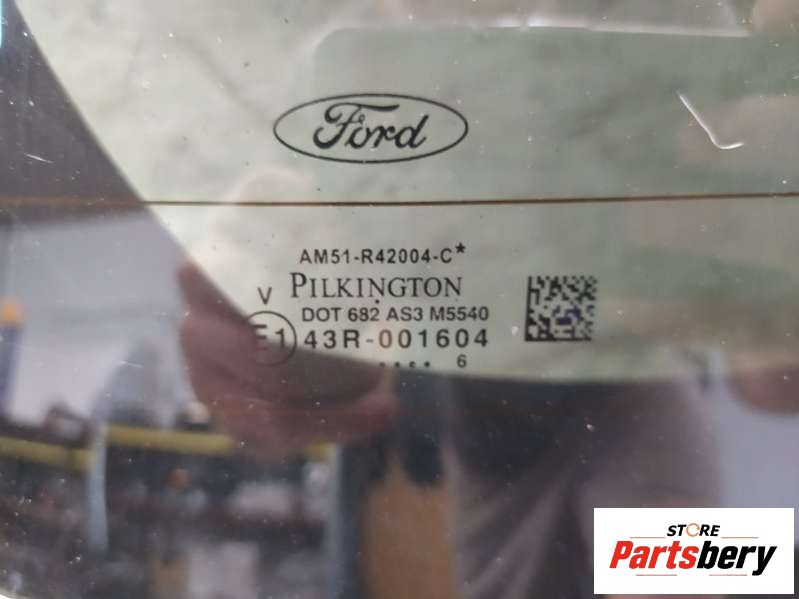 Ford
AM51-R42004-C*
V PILKINGTON
DOT 682 AS3 M5540
E1 43R-001604
.... 6
STORE
Partsbery